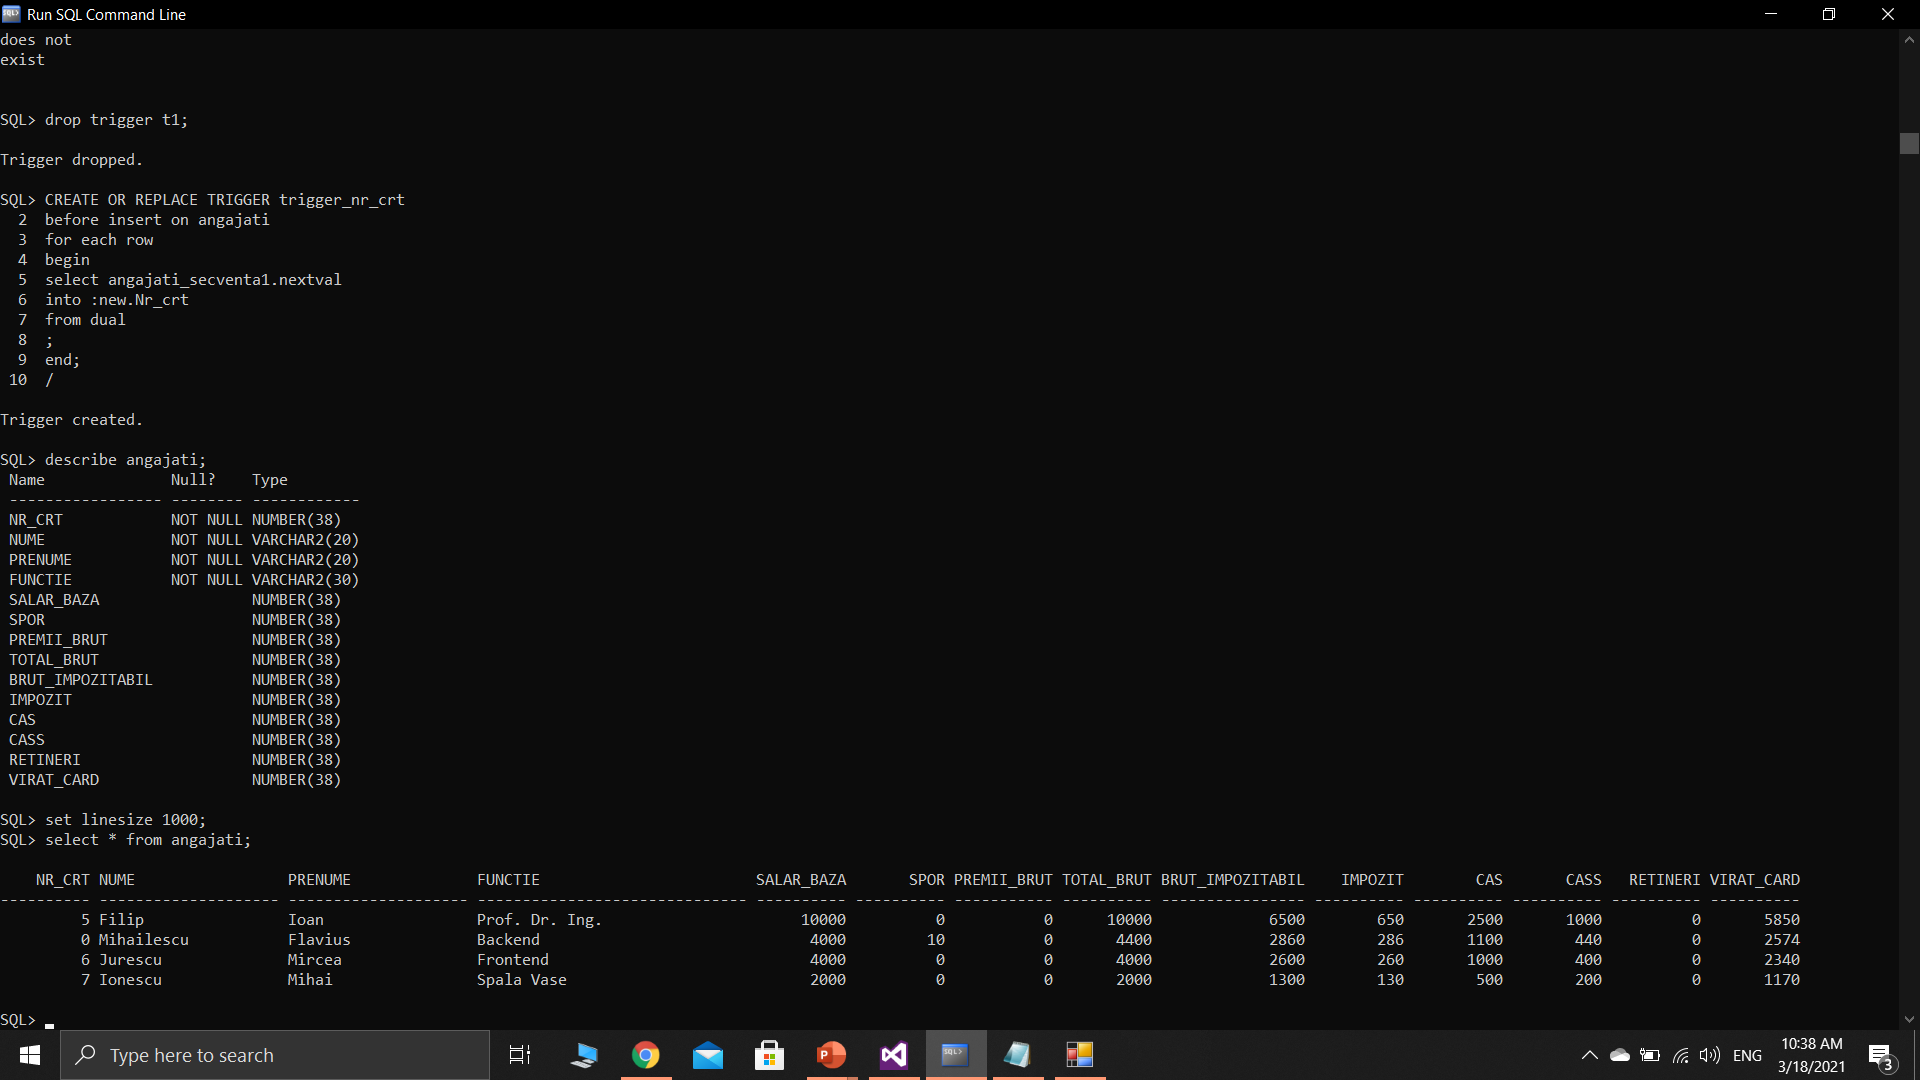 Run SQL Command Line
does not
exist
SQL> drop trigger t1;
Trigger dropped.
SQL> CREATE OR REPLACE TRIGGER trigger_nr_crt
  2  before insert on angajati
  3  for each row
  4  begin
  5  select angajati_secventa1.nextval
  6  into :new.Nr_crt
  7  from dual
  8  ;
  9  end;
 10  /
Trigger created.
SQL> describe angajati;
 Name              Null?    Type
 ----------------- -------- ------------
 NR_CRT            NOT NULL NUMBER(38)
 NUME              NOT NULL VARCHAR2(20)
 PRENUME           NOT NULL VARCHAR2(20)
 FUNCTIE           NOT NULL VARCHAR2(30)
 SALAR_BAZA                 NUMBER(38)
 SPOR                       NUMBER(38)
 PREMII_BRUT                NUMBER(38)
 TOTAL_BRUT                 NUMBER(38)
 BRUT_IMPOZITABIL           NUMBER(38)
 IMPOZIT                    NUMBER(38)
 CAS                        NUMBER(38)
 CASS                       NUMBER(38)
 RETINERI                   NUMBER(38)
 VIRAT_CARD                 NUMBER(38)
SQL> set linesize 1000;
SQL> select * from angajati;
    NR_CRT NUME                 PRENUME              FUNCTIE                        SALAR_BAZA       SPOR PREMII_BRUT TOTAL_BRUT BRUT_IMPOZITABIL    IMPOZIT        CAS       CASS   RETINERI VIRAT_CARD
---------- -------------------- -------------------- ------------------------------ ---------- ---------- ----------- ---------- ---------------- ---------- ---------- ---------- ---------- ----------
         5 Filip                Ioan                 Prof. Dr. Ing.                      10000          0           0      10000             6500        650       2500       1000          0       5850
         0 Mihailescu           Flavius              Backend                              4000         10           0       4400             2860        286       1100        440          0       2574
         6 Jurescu              Mircea               Frontend                             4000          0           0       4000             2600        260       1000        400          0       2340
         7 Ionescu              Mihai                Spala Vase                           2000          0           0       2000             1300        130        500        200          0       1170
SQL>
Type here to search
ENG
10:38 AM
3/18/2021
3